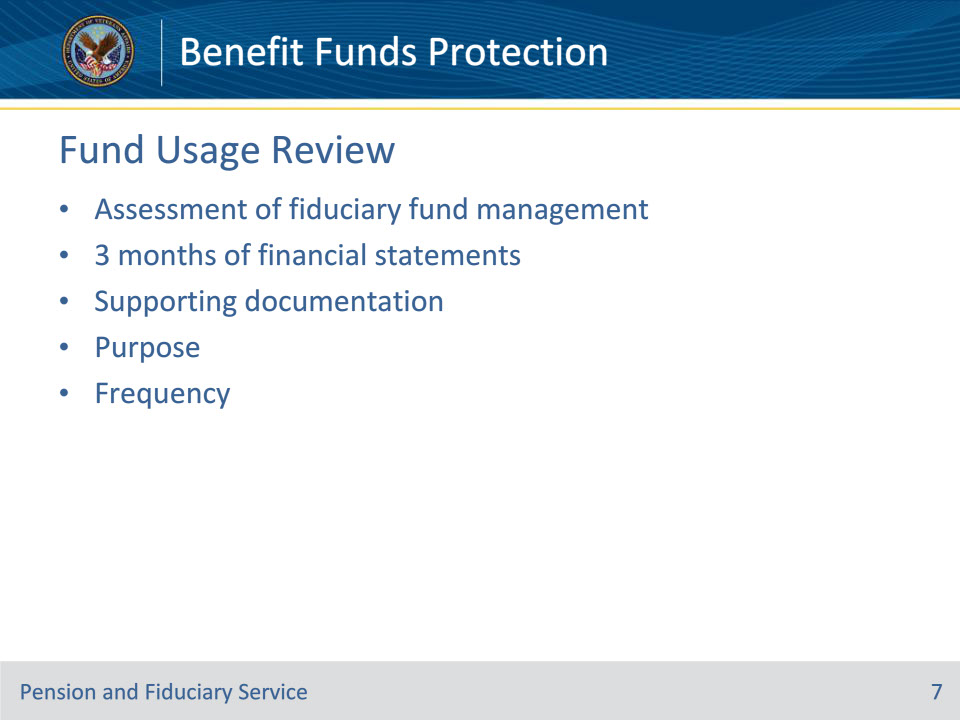 Benefit Funds Protection
Fund Usage Review
• Assessment of fiduciary fund management
• 3 months of financial statements
• Supporting documentation
• Purpose
• Frequency
Pension and Fiduciary Service
7